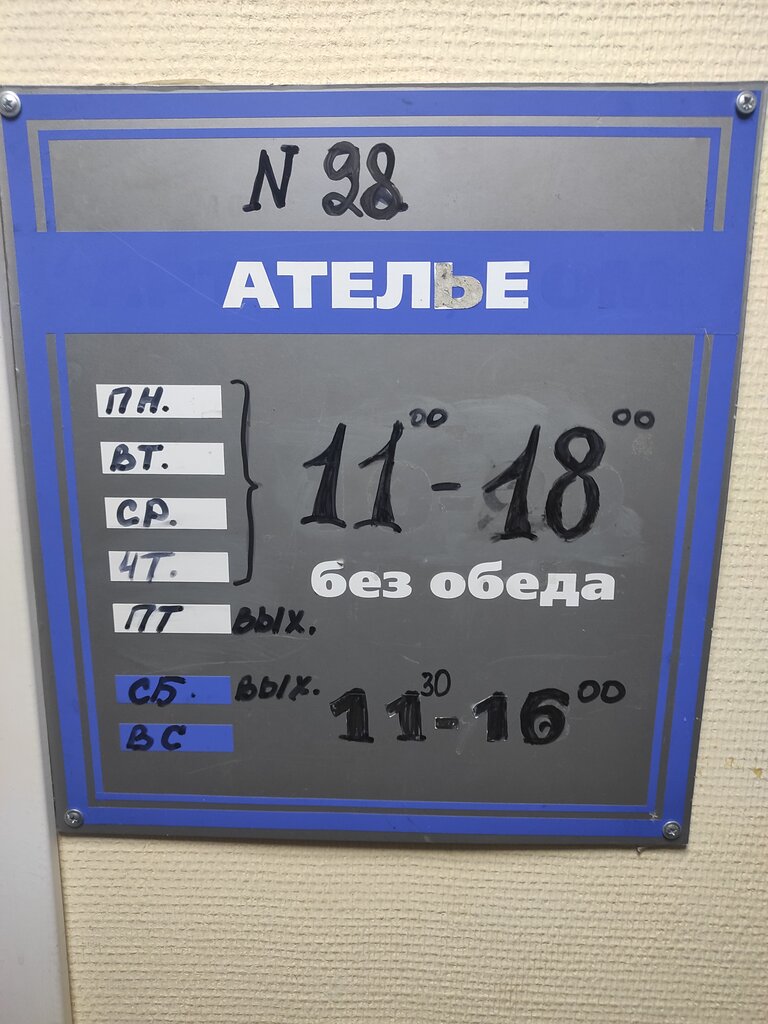 N 98
АТЕЛЬЕ
ПН.
ВТ.
СР.
ЧТ.
11⁰⁰ - 18⁰⁰
без обеда
ПТ ВЫХ.
СБ. ВЫХ.
ВС 11³⁰ - 16⁰⁰